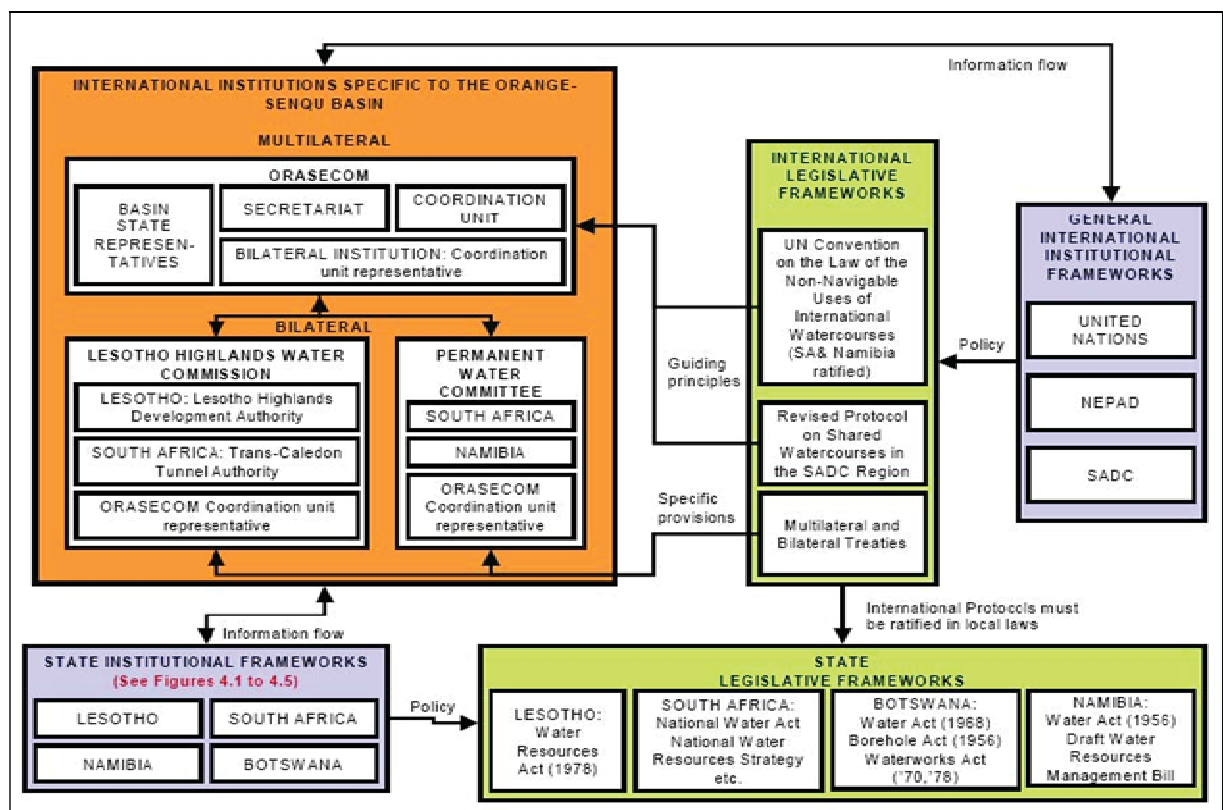 Information flow
INTERNATIONAL INSTITUTIONS SPECIFIC TO THE ORANGE-
SENQU BASIN
MULTILATERAL
ORASECOM
BASIN
STATE
REPRESEN-
TATIVES
SECRETARIAT
COORDINATION
UNIT
BILATERAL INSTITUTION: Coordination
unit representative
BILATERAL
LESOTHO HIGHLANDS WATER
COMMISSION
LESOTHO: Lesotho Highlands
Development Authority
SOUTH AFRICA: Trans-Caledon
Tunnel Authority
ORASECOM Coordination unit
representative
PERMANENT
WATER
COMMITTEE
SOUTH AFRICA
NAMIBIA
ORASECOM
Coordination unit
representative
Guiding
principles
Specific
provisions
INTERNATIONAL
LEGISLATIVE
FRAMEWORKS
UN Convention
on the Law of the
Non-Navigable
Uses of
International
Watercourses
(SA& Namibia
ratified)
Revised Protocol
on Shared
Watercourses in
the SADC Region
Multilateral and
Bilateral Treaties
Policy
GENERAL
INTERNATIONAL
INSTITUTIONAL
FRAMEWORKS
UNITED
NATIONS
NEPAD
SADC
International Protocols must
be ratified in local laws
Information flow
STATE INSTITUTIONAL FRAMEWORKS
(See Figures 4.1 to 4.5)
LESOTHO
SOUTH AFRICA
NAMIBIA
BOTSWANA
Policy
STATE
LEGISLATIVE FRAMEWORKS
LESOTHO:
Water
Resources
Act (1978)
SOUTH AFRICA:
National Water Act
National Water
Resources Strategy
etc.
BOTSWANA:
Water Act (1968)
Borehole Act (1956)
Waterworks Act
('70,'78)
NAMIBIA:
Water Act (1956)
Draft Water
Resources
Management Bill